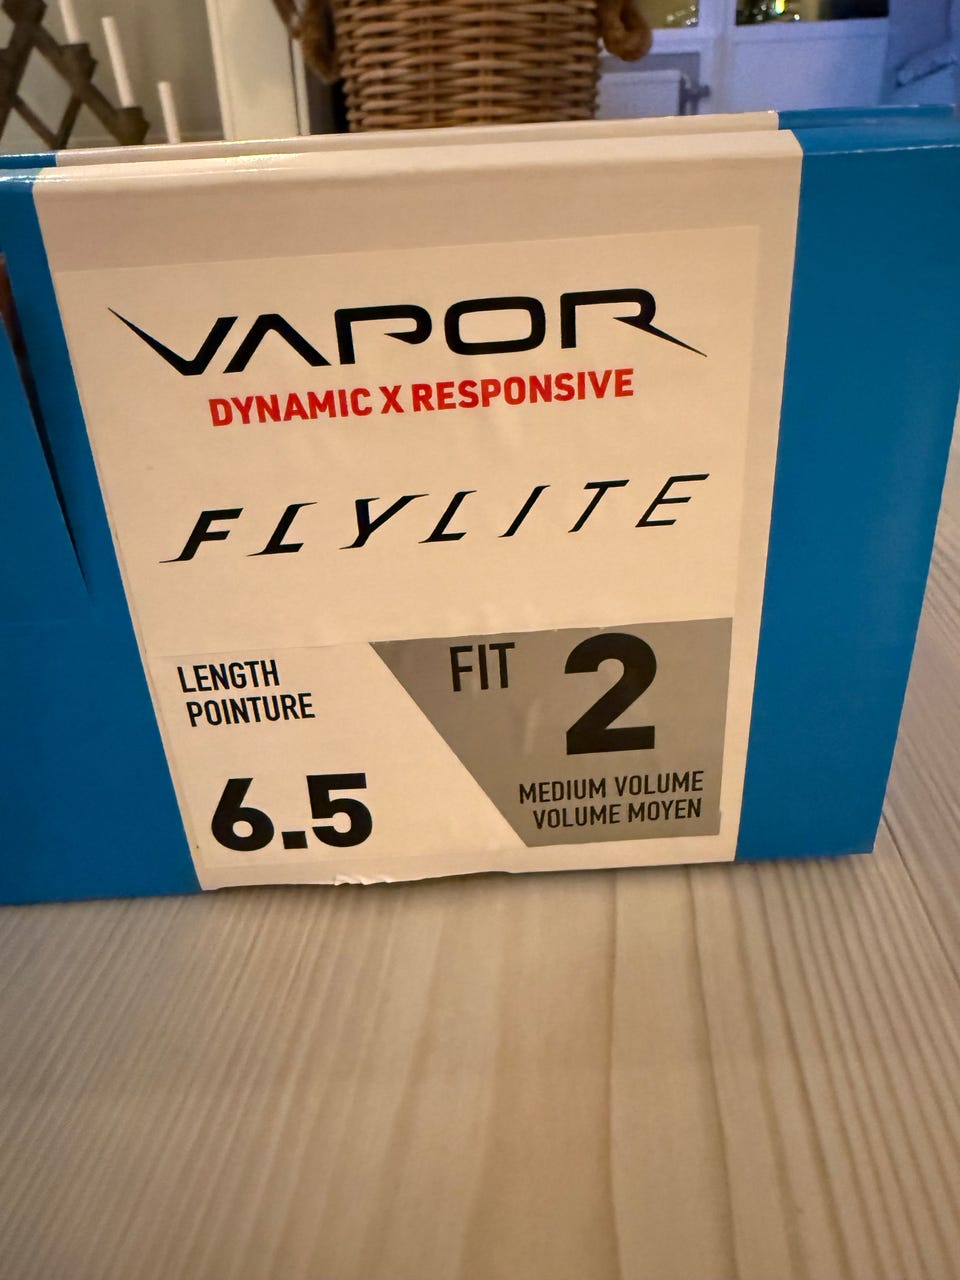 VAPOR
DYNAMIC X RESPONSIVE
FLYLITE
LENGTH
POINTURE
6.5
FIT 2
MEDIUM VOLUME
VOLUME MOYEN